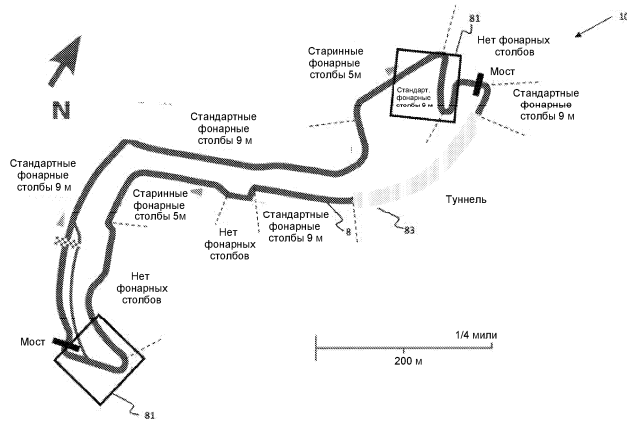 10
81
Нет фонарных
столбов
Старинные
фонарные
столбы 5м
Мост
Стандарт.
фонарные
столбы 9 м
Стандартные
фонарные
столбы 9 м
N
Стандартные
фонарные
столбы 9 м
Стандартные
фонарные
столбы 9 м
Старинные
фонарные
столбы 5м
Туннель
Стандартные
фонарные
столбы 9 м
8
83
Нет
фонарных
столбов
Нет
фонарных
столбов
Мост
1/4 мили
200 м
81